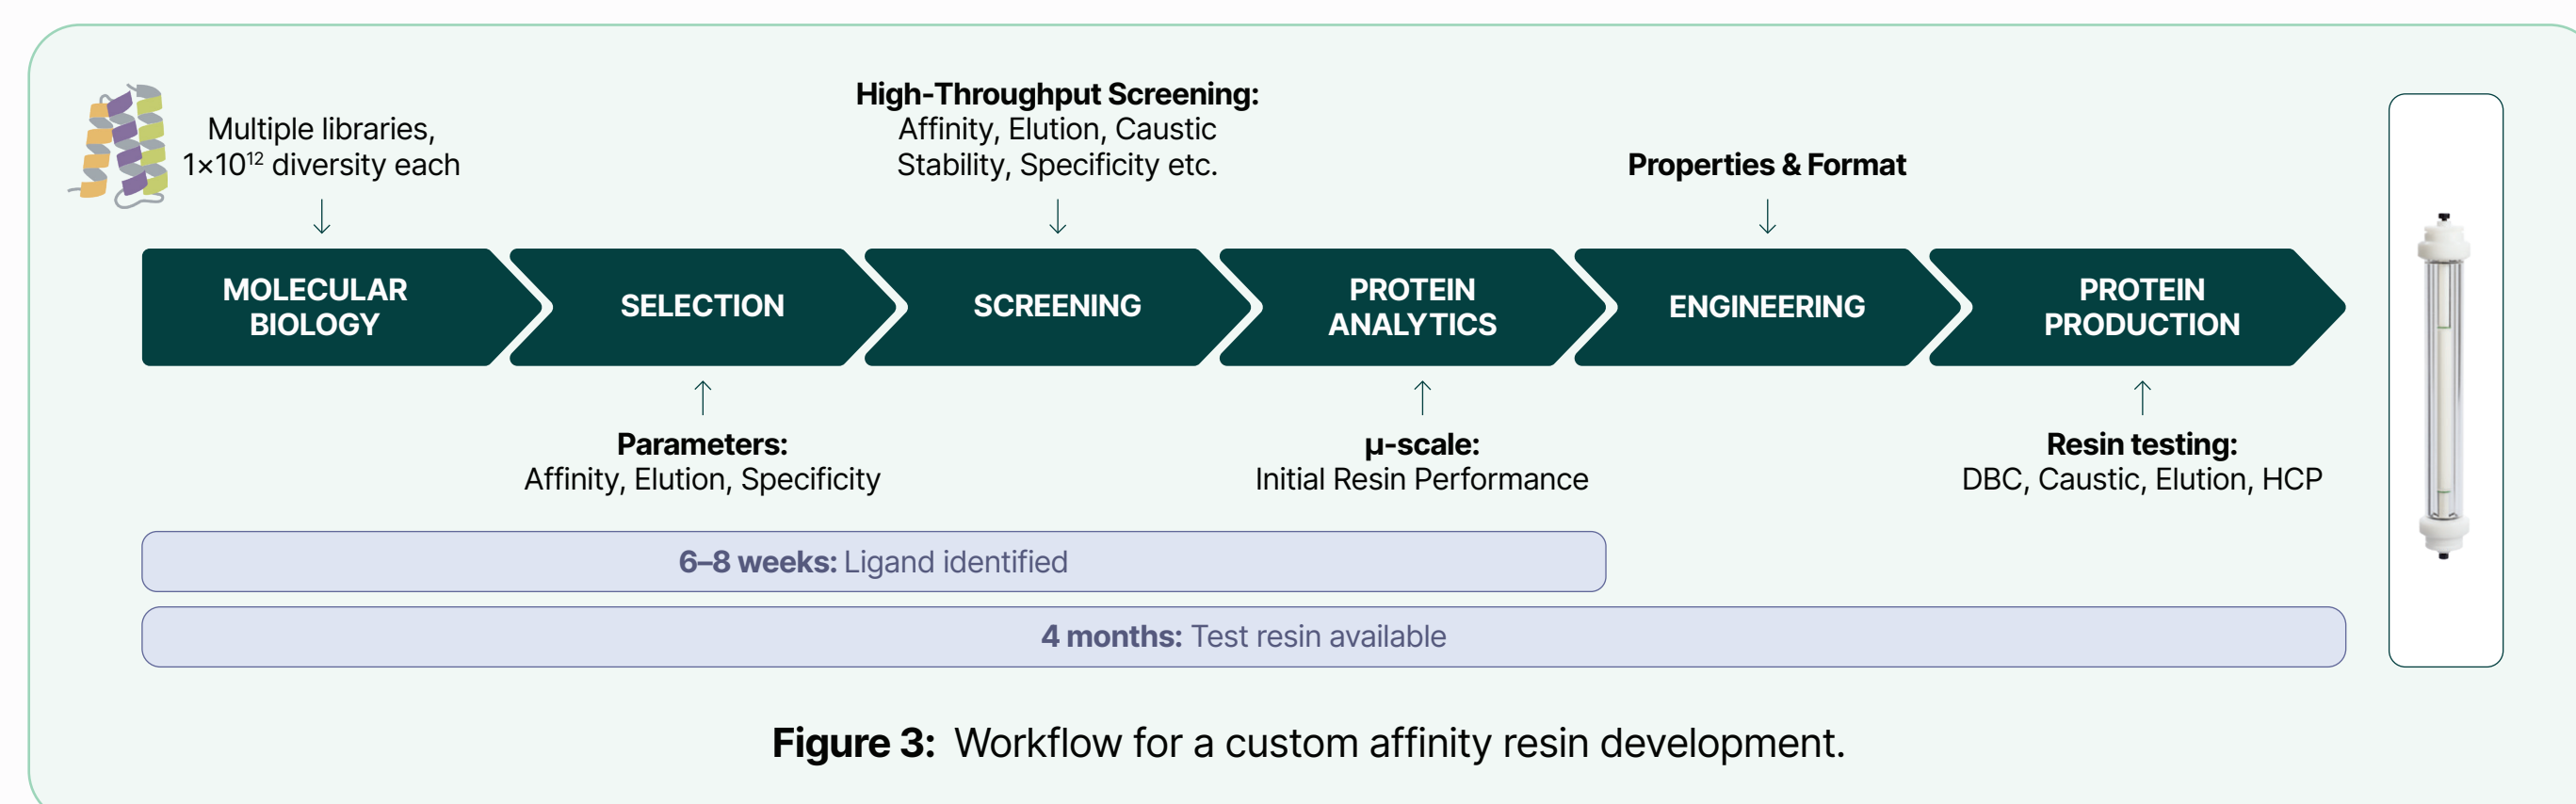 Multiple libraries,
1×10¹² diversity each
High-Throughput Screening:
Affinity, Elution, Caustic
Stability, Specificity etc.
Properties & Format
MOLECULAR
BIOLOGY
SELECTION
SCREENING
PROTEIN
ANALYTICS
ENGINEERING
PROTEIN
PRODUCTION
Parameters:
Affinity, Elution, Specificity
µ-scale:
Initial Resin Performance
Resin testing:
DBC, Caustic, Elution, HCP
6–8 weeks: Ligand identified
4 months: Test resin available
Figure 3: Workflow for a custom affinity resin development.